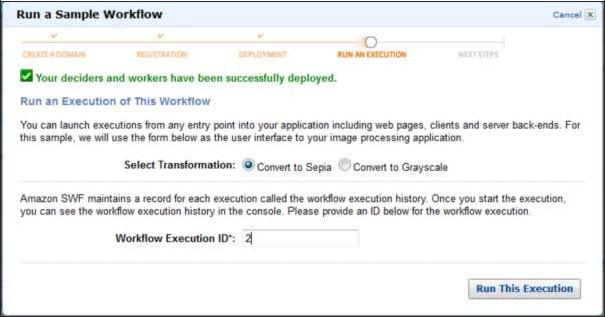 Run a Sample Workflow
Cancel
CREATE A DOMAIN REGISTRATION DEPLOYMENT RUN AN EXECUTION NEXT STEPS
Your deciders and workers have been successfully deployed.
Run an Execution of This Workflow
You can launch executions from any entry point into your application including web pages, clients and server back-ends. For
this sample, we will use the form below as the user interface to your image processing application.
Select Transformation: Convert to Sepia Convert to Grayscale
Amazon SWF maintains a record for each execution called the workflow execution history. Once you start the execution,
you can see the workflow execution history in the console. Please provide an ID below for the workflow execution.
Workflow Execution ID*: 2
Run This Execution